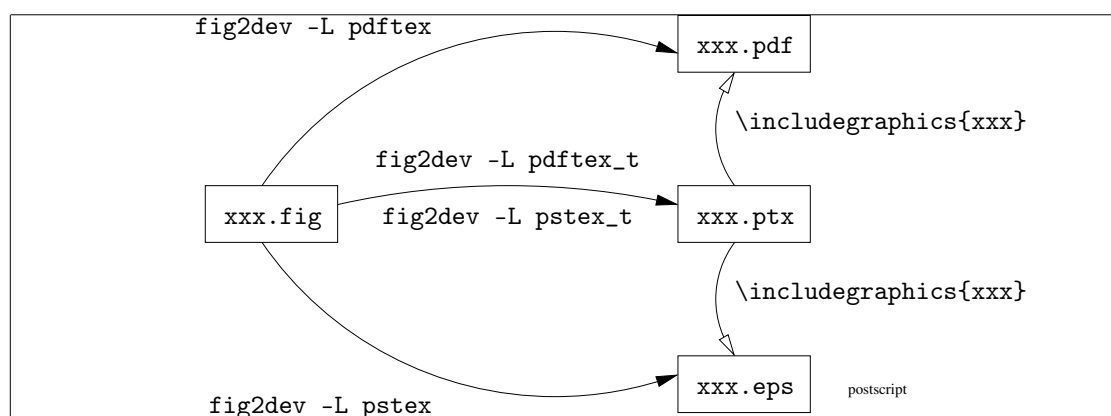 fig2dev -L pdftex
xxx.pdf
\includegraphics{xxx}
fig2dev -L pdftex_t
xxx.fig
fig2dev -L pstex_t
xxx.ptx
\includegraphics{xxx}
xxx.eps
postscript
fig2dev -L pstex